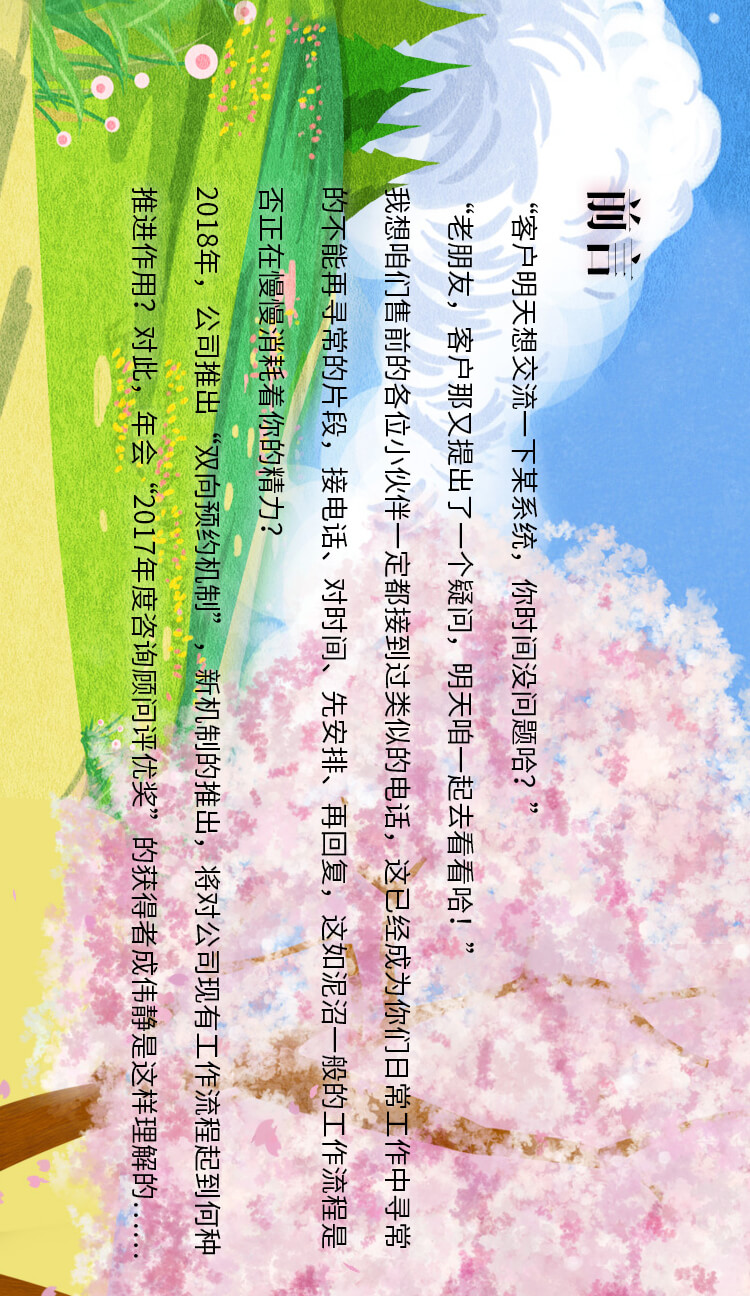 前言
“客户明天想交流一下某系统，你时间没问题哈？”
“老朋友，客户那又提出了一个疑问，明天咱一起去看看哈！”
我想咱们售前的各位小伙伴一定都接到过类似的电话，这已经成为你们日常工作中寻常
的不能再寻常的片段，接电话、对时间、先安排、再回复，这如泥沼一般的工作流程是
否正在慢慢消耗着你的精力？
2018年，公司推出“双向预约机制”，新机制的推出，将对公司现有工作流程起到何种
推进作用？对此，年会“2017年度咨询顾问评优奖”的获得者成伟静是这样理解的……